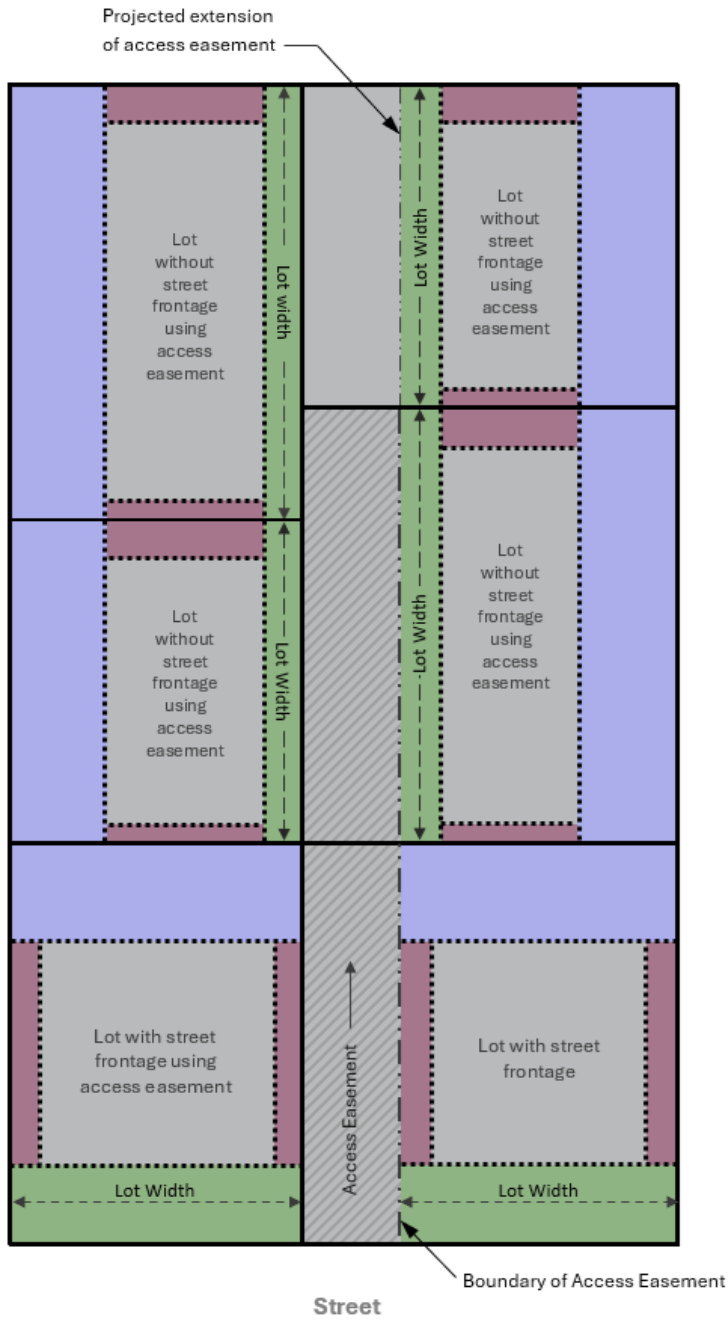 Projected extension
of access easement
Lot
without
street
frontage
using
access
easement
Lot width
Lot Width
Lot
without
street
frontage
using
access
easement
Lot
without
street
frontage
using
access
easement
Lot Width
Lot Width
Lot
without
street
frontage
using
access
easement
Lot with street
frontage using
access easement
Access Easement
Lot with street
frontage
Lot Width
Lot Width
Boundary of Access Easement
Street